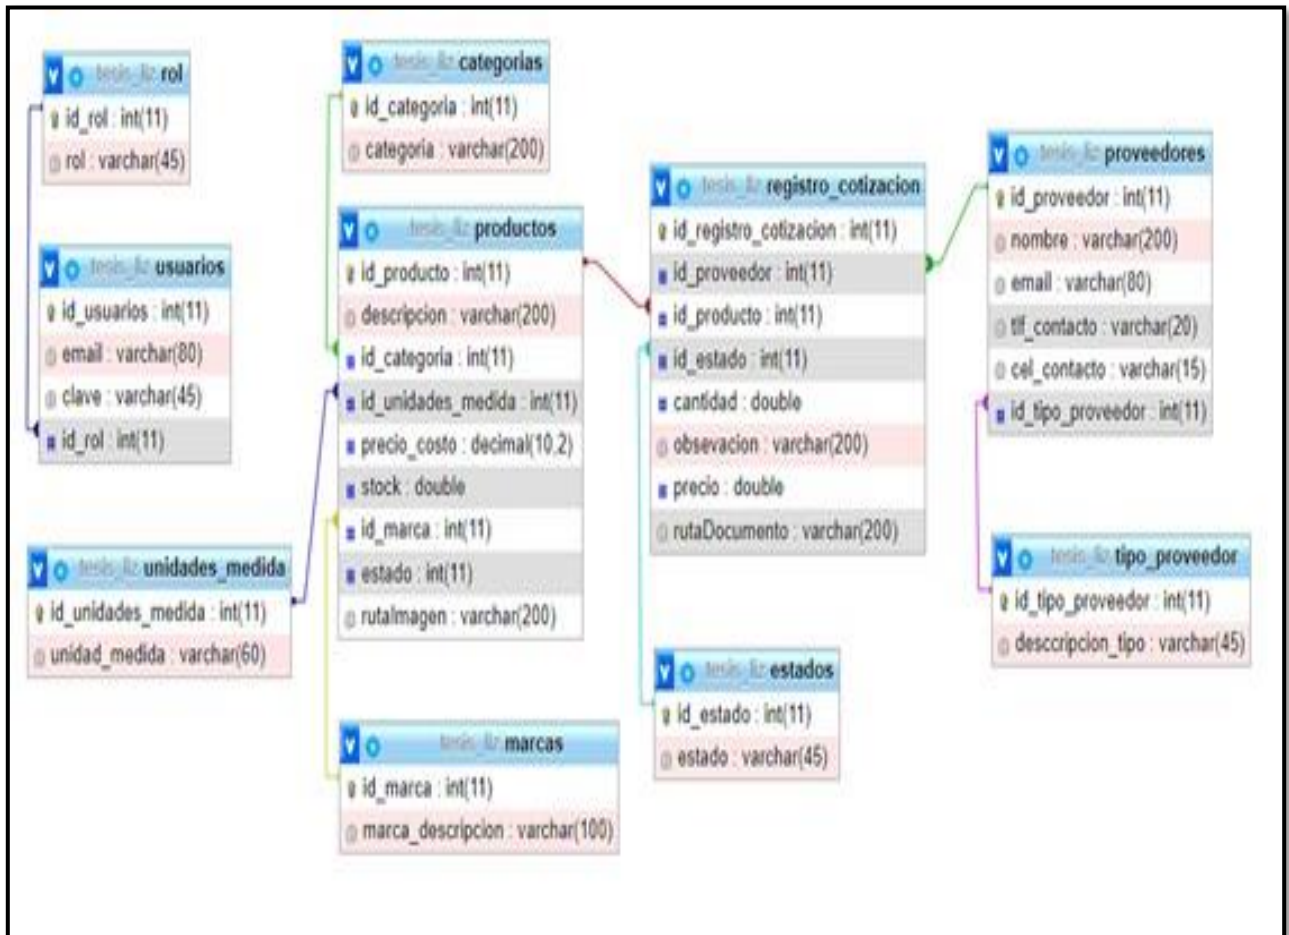 tesis_liz rol
id_rol : int(11)
rol : varchar(45)
tesis_liz usuarios
id_usuarios : int(11)
email : varchar(80)
clave : varchar(45)
id_rol : int(11)
tesis_liz unidades_medida
id_unidades_medida : int(11)
unidad_medida : varchar(60)
tesis_liz categorias
id_categoria : int(11)
categoria : varchar(200)
tesis_liz productos
id_producto : int(11)
descripcion : varchar(200)
id_categoria : int(11)
id_unidades_medida : int(11)
precio_costo : decimal(10,2)
stock : double
id_marca : int(11)
estado : int(11)
rutaImagen : varchar(200)
tesis_liz marcas
id_marca : int(11)
marca_descripcion : varchar(100)
tesis_liz registro_cotizacion
id_registro_cotizacion : int(11)
id_proveedor : int(11)
id_producto : int(11)
id_estado : int(11)
cantidad : double
obsevacion : varchar(200)
precio : double
rutaDocumento : varchar(200)
tesis_liz estados
id_estado : int(11)
estado : varchar(45)
tesis_liz proveedores
id_proveedor : int(11)
nombre : varchar(200)
email : varchar(80)
tlf_contacto : varchar(20)
cel_contacto : varchar(15)
id_tipo_proveedor : int(11)
tesis_liz tipo_proveedor
id_tipo_proveedor : int(11)
desccripcion_tipo : varchar(45)